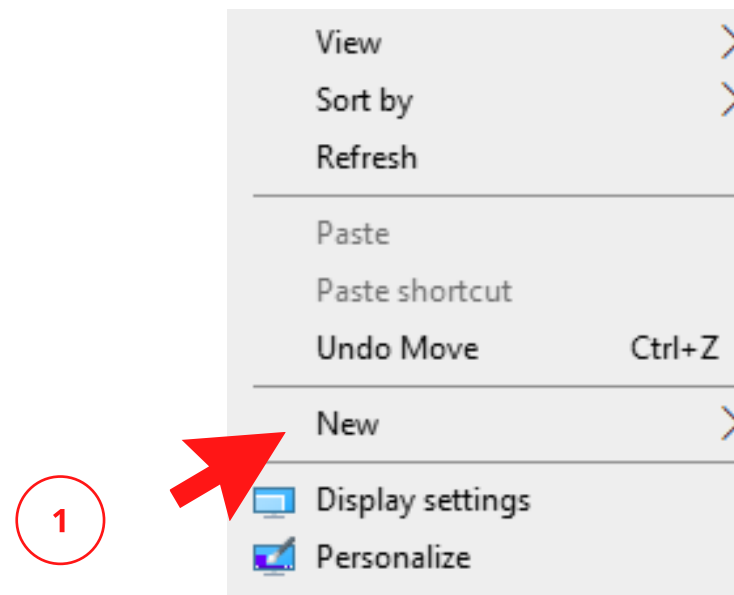 View
Sort by
Refresh
Paste
Paste shortcut
Undo Move Ctrl+Z
New
1
Display settings
Personalize